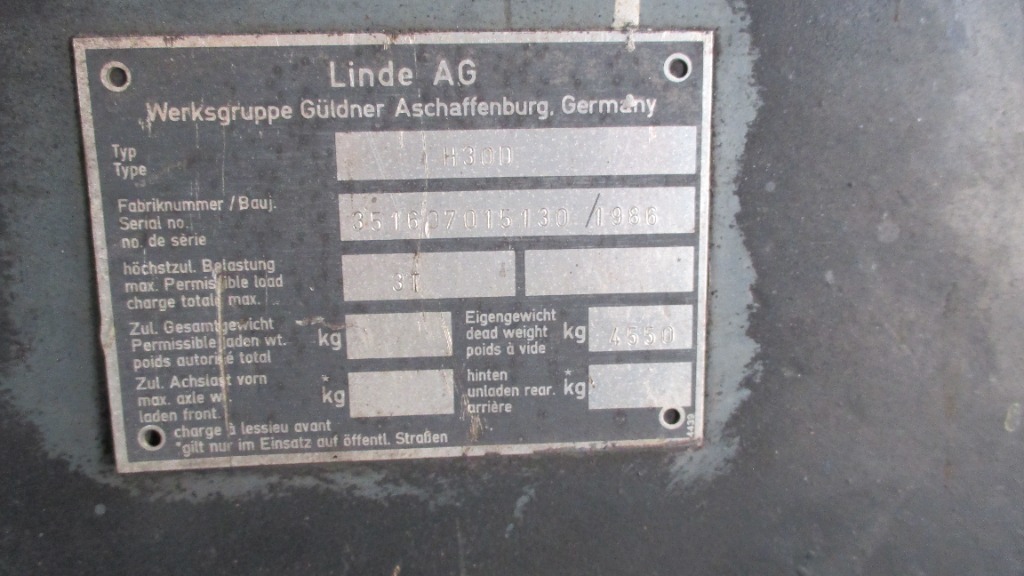 Linde AG
Werksgruppe Güldner Aschaffenburg, Germany
Typ
Type
H30D
Fabriknummer / Bauj.
Serial no.
no. de série
351607015130 /1986
höchstzul. Belastung
max. Permissible load
charge totale max.
3T
Zul. Gesamtgewicht
Permissible laden wt.
poids autorisé total
kg
Eigengewicht
dead weight
poids à vide
kg
4550
Zul. Achslast vorn
max. axle w.
laden front.
charge à lessieu avant
*
kg
hinten
unladen rear.
arrière
*
kg
*gilt nur im Einsatz auf öffentl. Straßen